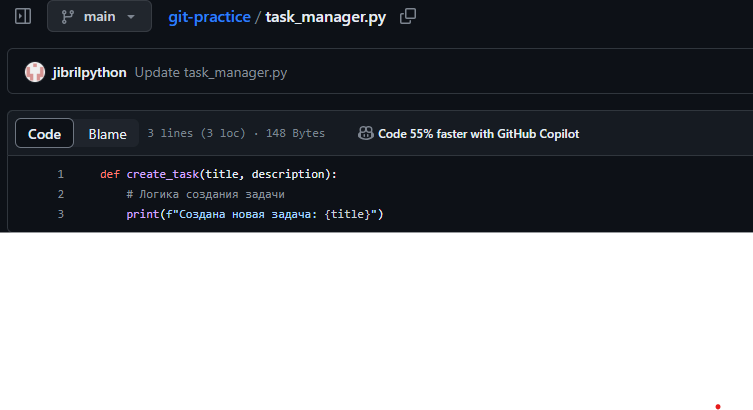 main
git-practice / task_manager.py
jibrilpython Update task_manager.py
Code Blame 3 lines (3 loc) · 148 Bytes Code 55% faster with GitHub Copilot
1 def create_task(title, description):
2 # Логика создания задачи
3 print(f"Создана новая задача: {title}")